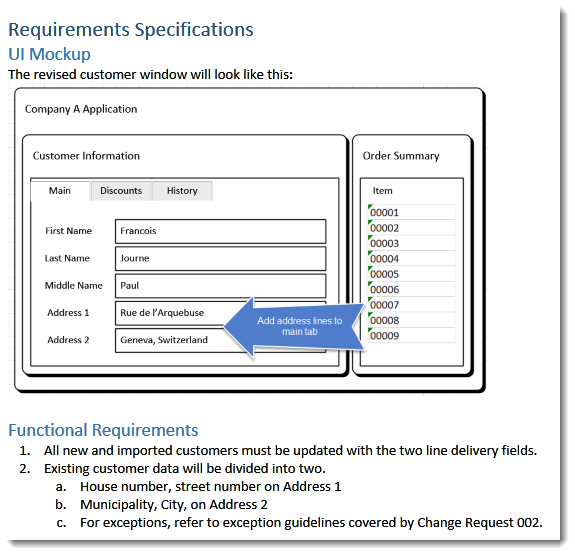 Requirements Specifications
UI Mockup
The revised customer window will look like this:
Company A Application
Customer Information
Main Discounts History
First Name Francois
Last Name Journe
Middle Name Paul
Address 1 Rue de l'Arquebuse
Address 2 Geneva, Switzerland
Add address lines to
main tab
Order Summary
Item
00001
00002
00003
00004
00005
00006
00007
00008
00009
Functional Requirements
1. All new and imported customers must be updated with the two line delivery fields.
2. Existing customer data will be divided into two.
a. House number, street number on Address 1
b. Municipality, City, on Address 2
c. For exceptions, refer to exception guidelines covered by Change Request 002.